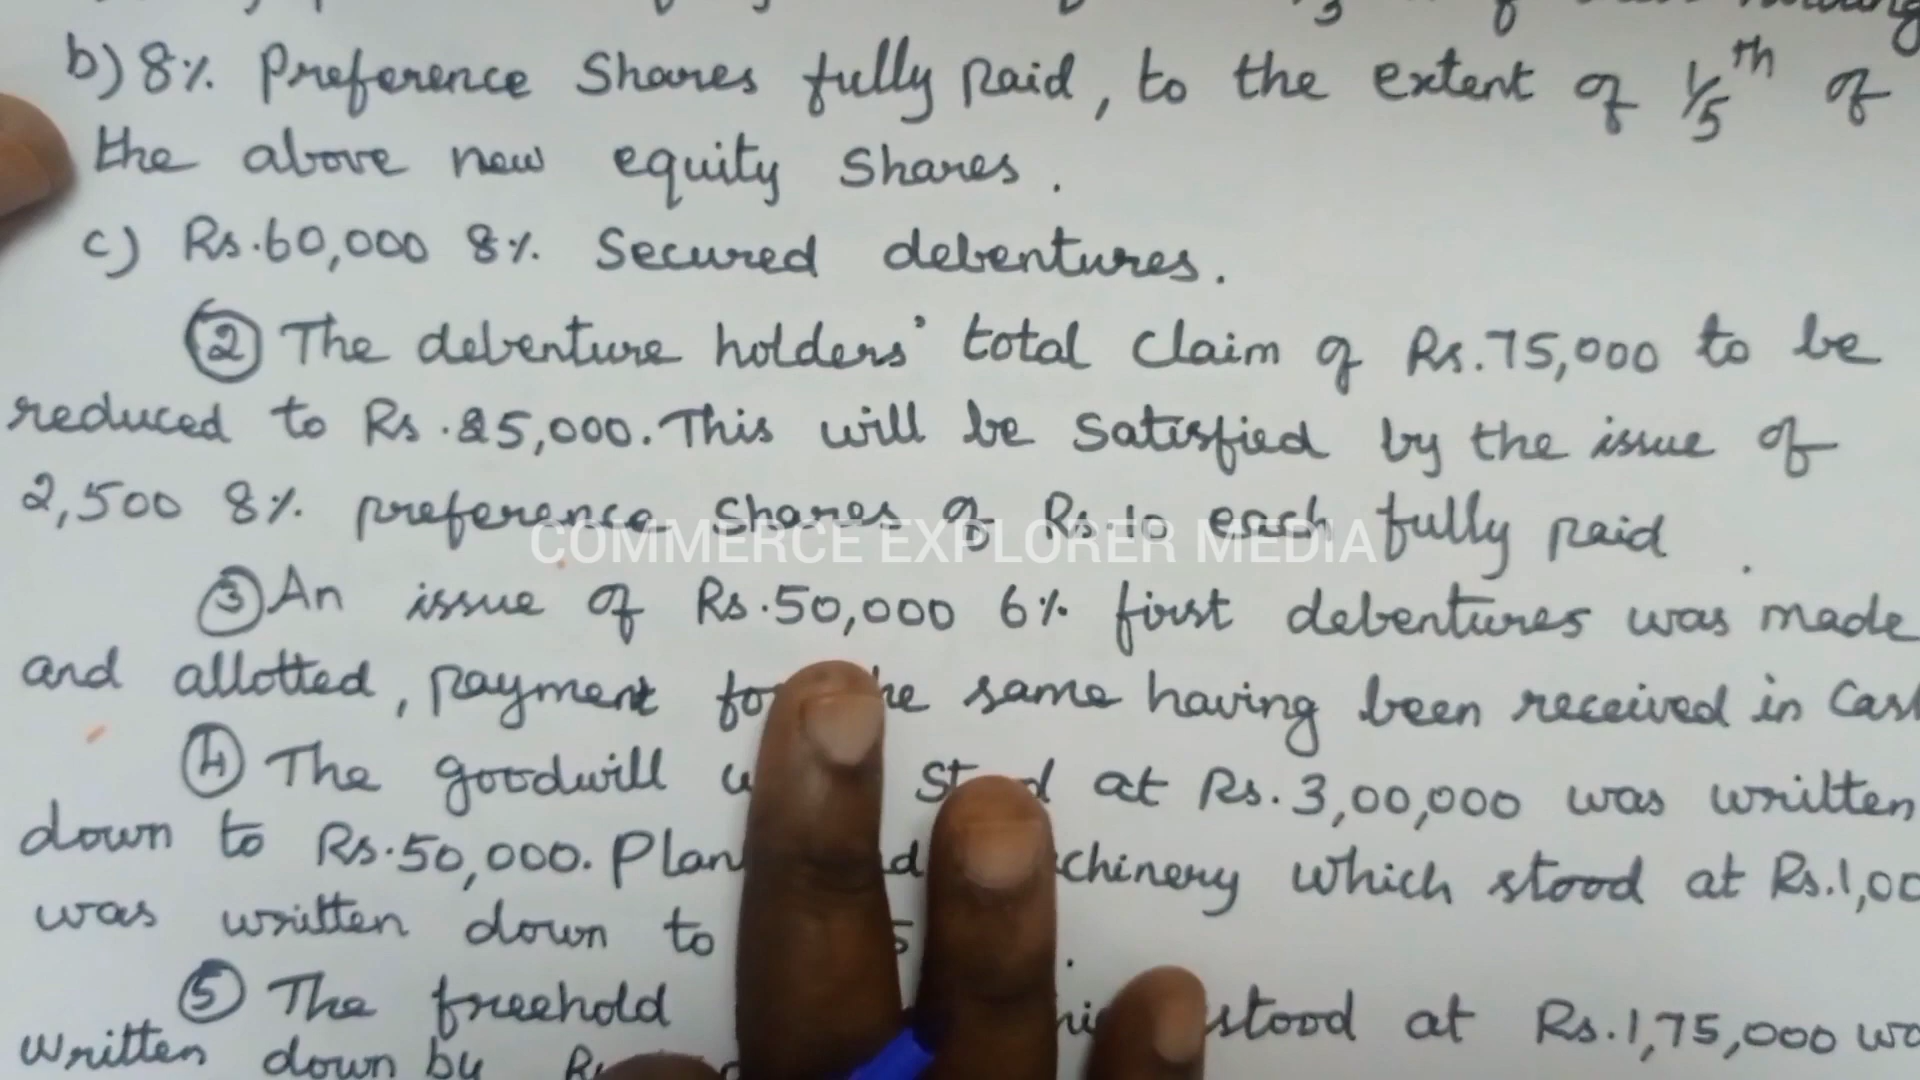 b) 8%. Preference Shares fully paid, to the extent of 1/5th of
the above new equity Shares.
c) Rs.60,000 8%. Secured debentures.
② The debenture holders' total claim of Rs.75,000 to be
reduced to Rs.25,000. This will be Satisfied by the issue of
2,500 8%. preference Shares of Rs.10 each fully paid.
COMMERCE EXPLORER MEDIA
③ An issue of Rs.50,000 6%. first debentures was made
and allotted, payment same having been received in
④ The goodwill at Rs.3,00,000 was written
down to Rs.50,000. which stood at
was written down to
⑤ The freehold stood at Rs.1,75,000
written down by